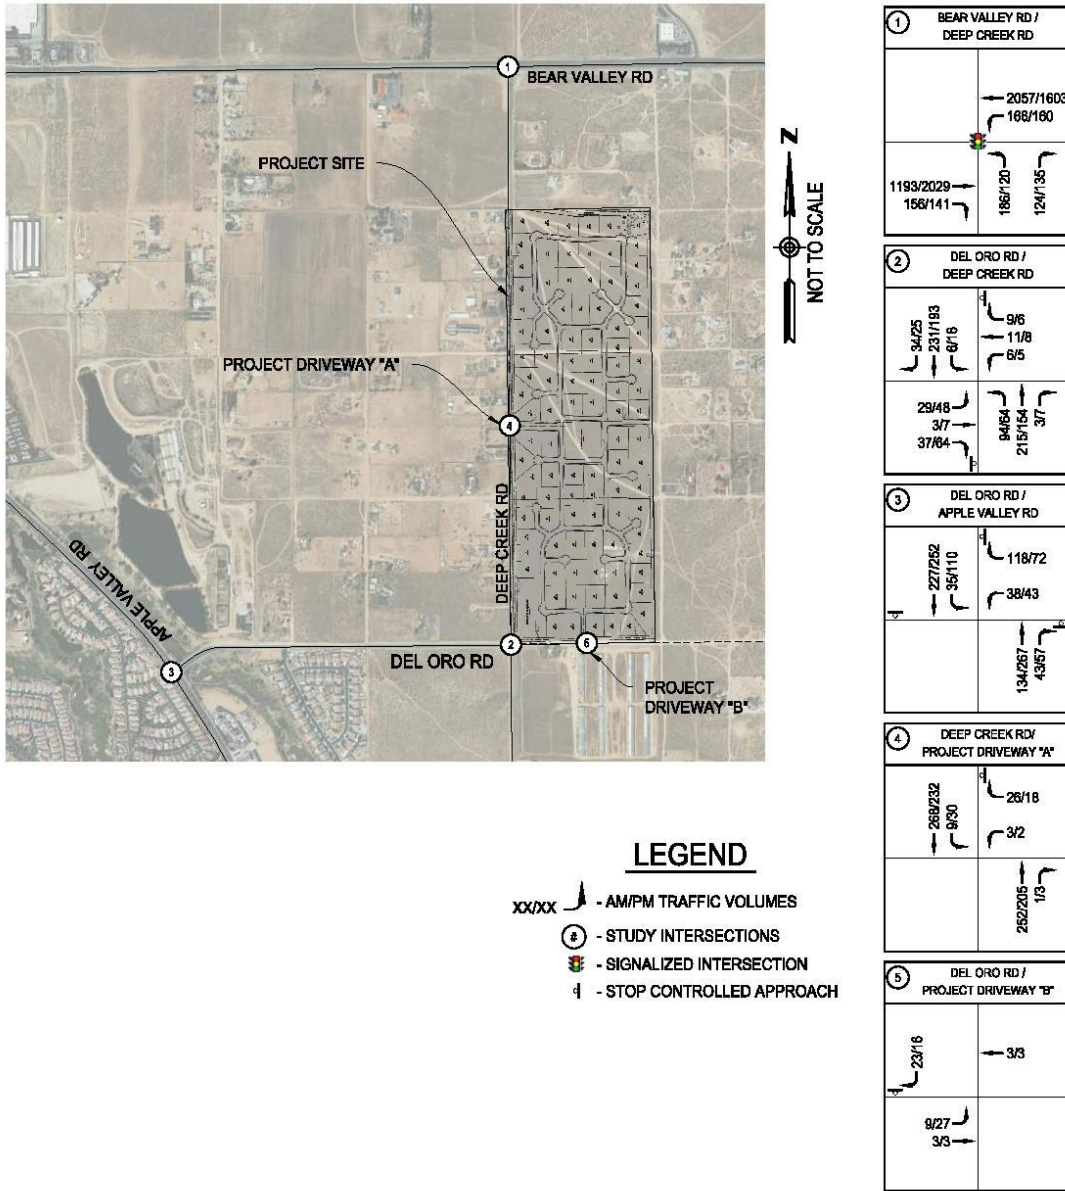 1
BEAR VALLEY RD
PROJECT SITE
PROJECT DRIVEWAY "A"
4
DEEP CREEK RD
APPLE VALLEY RD
3
2
DEL ORO RD
6
PROJECT
DRIVEWAY "B"
Z
NOT TO SCALE
LEGEND
XX/XX - AM/PM TRAFFIC VOLUMES
# - STUDY INTERSECTIONS
- SIGNALIZED INTERSECTION
- STOP CONTROLLED APPROACH
1 BEAR VALLEY RD /
DEEP CREEK RD
2057/1603
166/160
1193/2029
156/141
186/120
124/135
2 DEL ORO RD /
DEEP CREEK RD
34/25
231/193
6/16
9/6
11/8
6/5
29/48
3/7
37/64
94/64
215/154
3/7
3 DEL ORO RD /
APPLE VALLEY RD
227/252
35/110
118/72
38/43
134/267
43/57
4 DEEP CREEK RD/
PROJECT DRIVEWAY "A"
268/232
9/30
26/18
3/2
252/205
1/3
5 DEL ORO RD /
PROJECT DRIVEWAY "B"
23/16
3/3
9/27
3/3